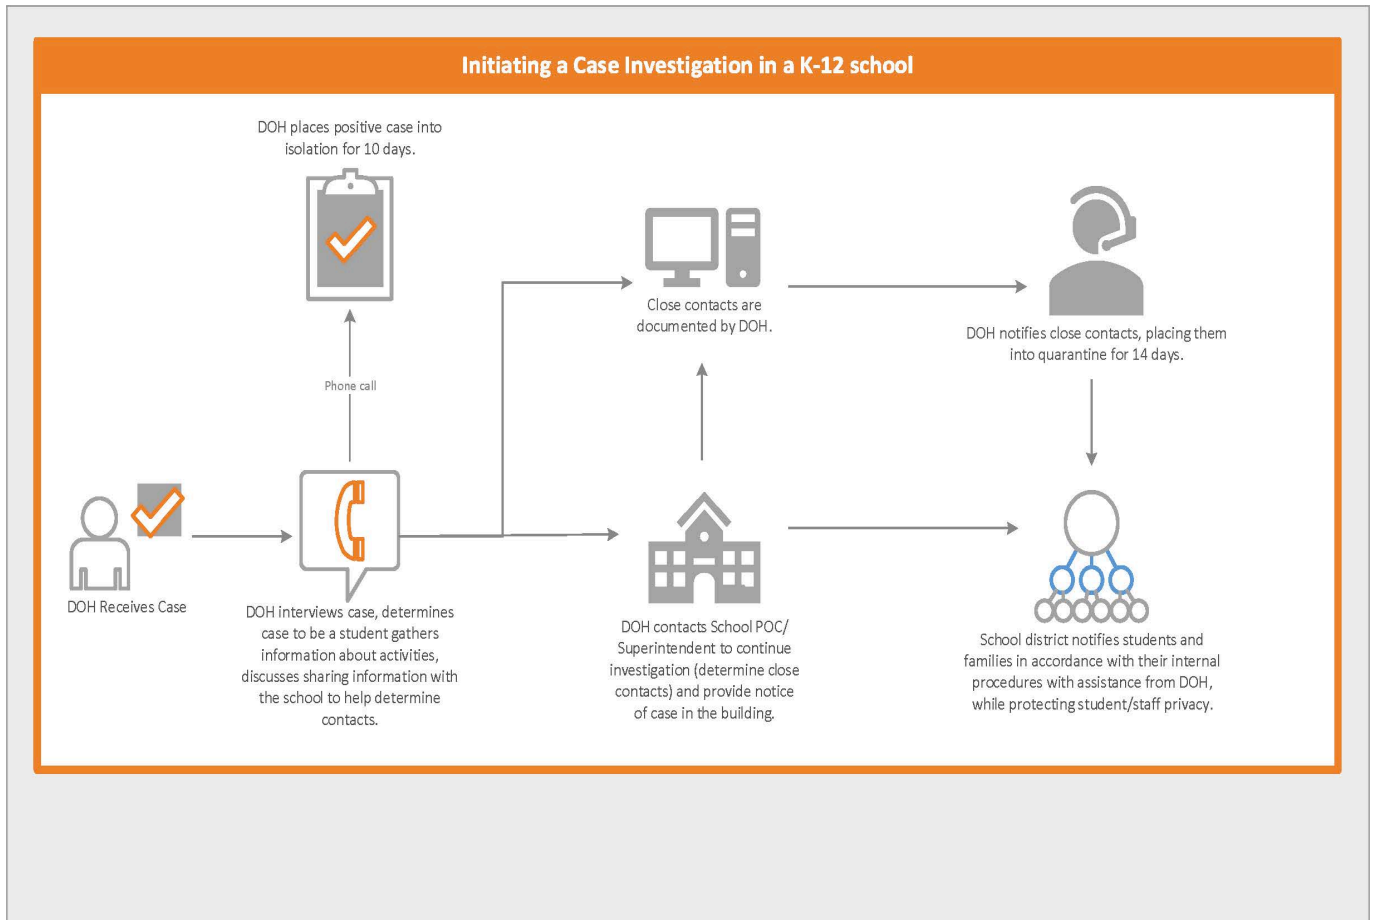 Initiating a Case Investigation in a K-12 school
DOH places positive case into
isolation for 10 days.
Phone call
DOH Receives Case
DOH interviews case, determines
case to be a student gathers
information about activities,
discusses sharing information with
the school to help determine
contacts.
Close contacts are
documented by DOH.
DOH contacts School POC/
Superintendent to continue
investigation (determine close
contacts) and provide notice
of case in the building.
DOH notifies close contacts, placing them
into quarantine for 14 days.
School district notifies students and
families in accordance with their internal
procedures with assistance from DOH,
while protecting student/staff privacy.